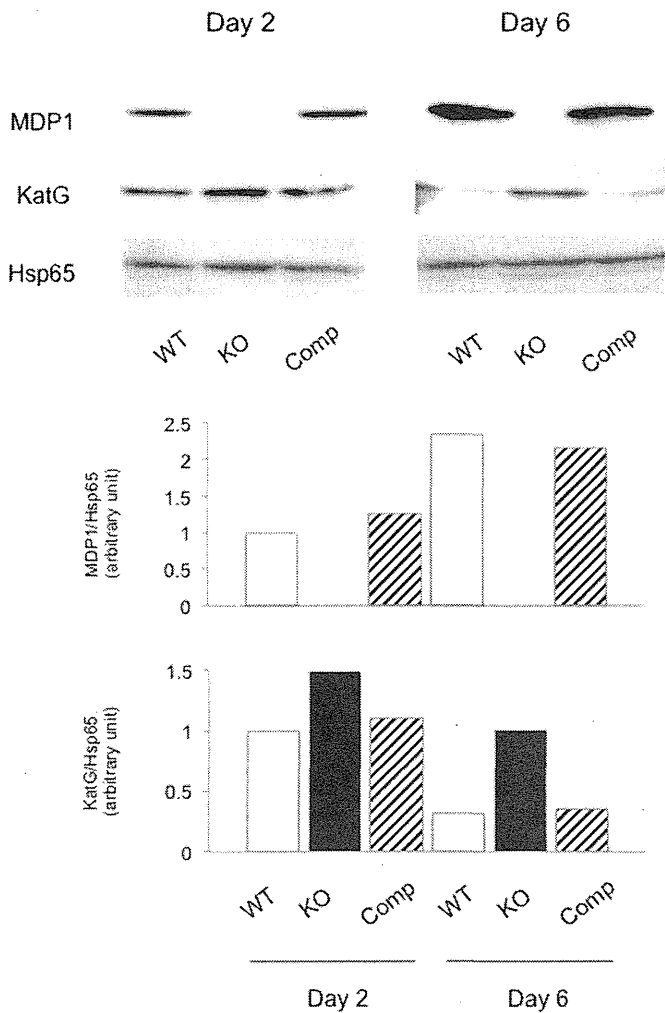 Day 2 Day 6
MDP1
KatG
Hsp65
WT KO Comp WT KO Comp
MDP1/Hsp65
(arbitrary unit)
2.5
2
1.5
1
0.5
0
KatG/Hsp65
(arbitrary unit)
1.5
1
0.5
0
WT KO Comp WT KO Comp
Day 2 Day 6